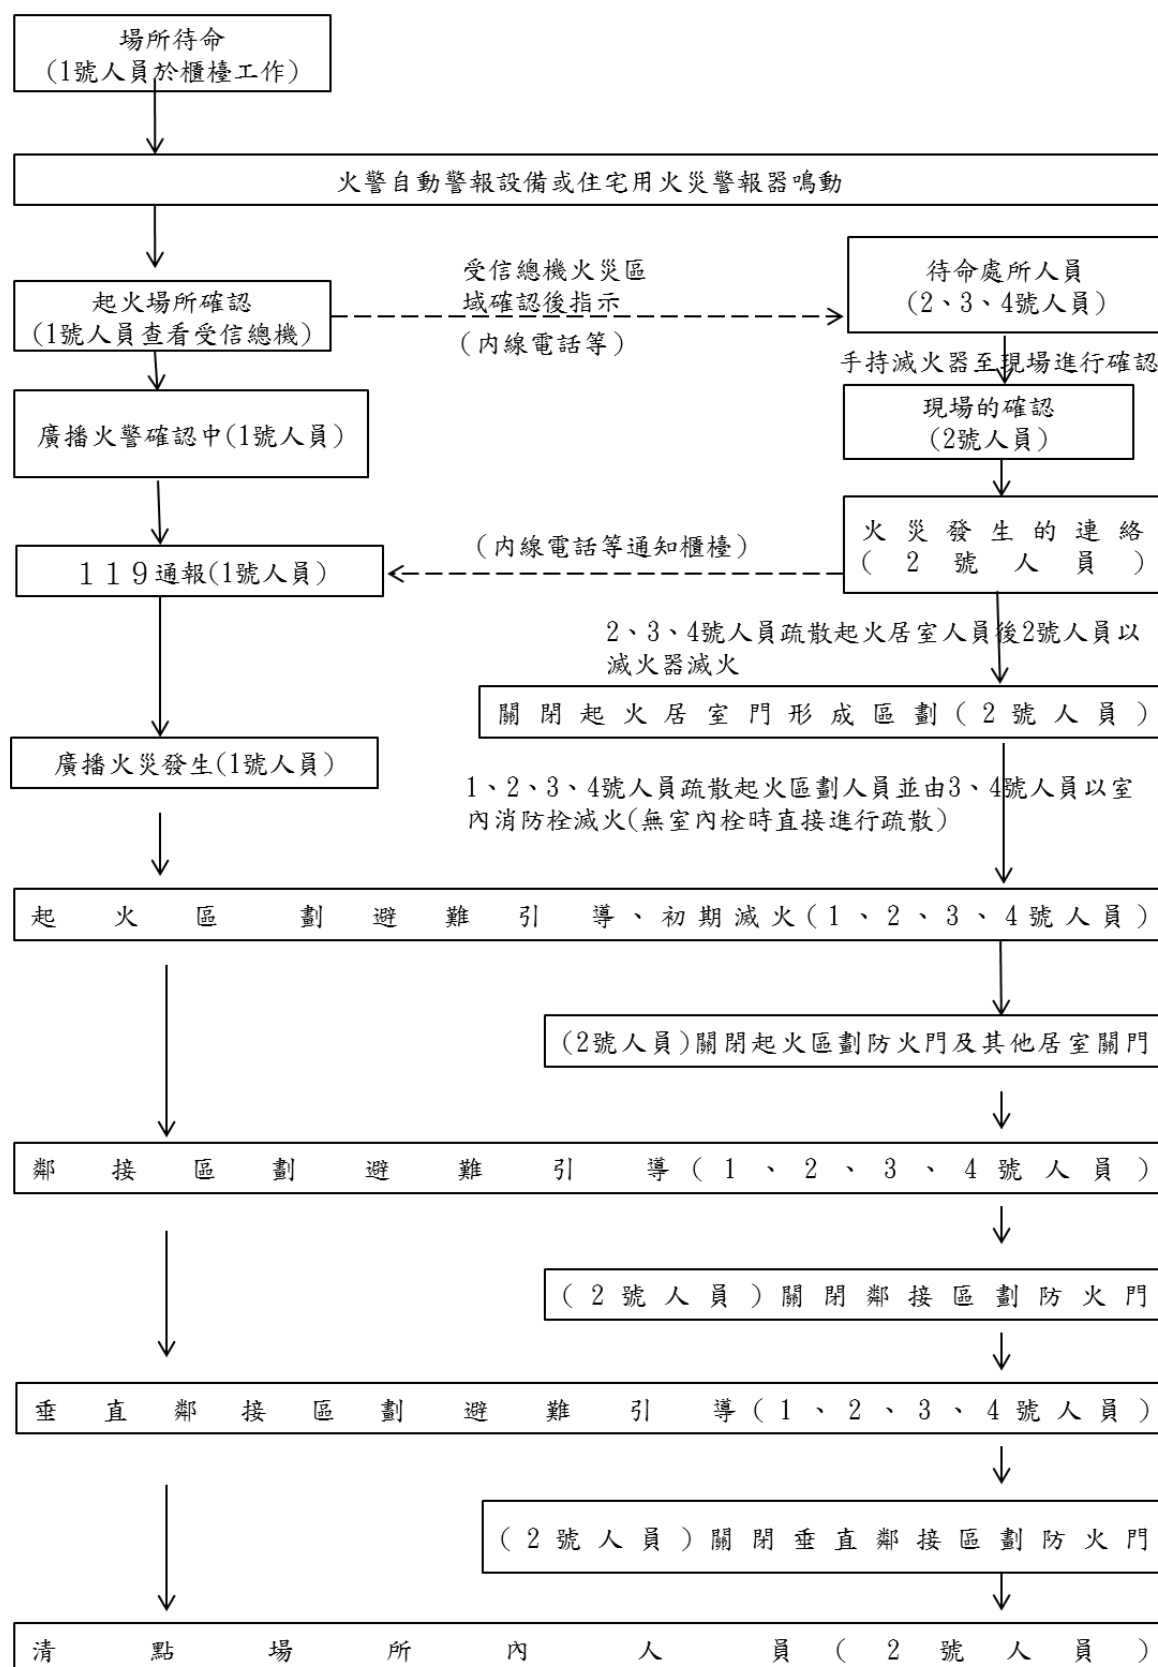 場所待命
(1號人員於櫃檯工作)
火警自動警報設備或住宅用火災警報器鳴動
起火場所確認
(1號人員查看受信總機)
受信總機火災區
域確認後指示
(內線電話等)
待命處所人員
(2、3、4號人員)
手持滅火器至現場進行確認
現場的確認
(2號人員)
廣播火警確認中(1號人員)
火災發生的連絡
(2號人員)
(內線電話等通知櫃檯)
１１９通報(1號人員)
2、3、4號人員疏散起火居室人員後2號人員以
滅火器滅火
關閉起火居室門形成區劃(2號人員)
廣播火災發生(1號人員)
1、2、3、4號人員疏散起火區劃人員並由3、4號人員以室
內消防栓滅火(無室內栓時直接進行疏散)
起火區劃避難引導、初期滅火(1、2、3、4號人員)
(2號人員)關閉起火區劃防火門及其他居室關門
鄰接區劃避難引導(1、2、3、4號人員)
(2號人員)關閉鄰接區劃防火門
垂直鄰接區劃避難引導(1、2、3、4號人員)
(2號人員)關閉垂直鄰接區劃防火門
清點場所內人員(2號人員)